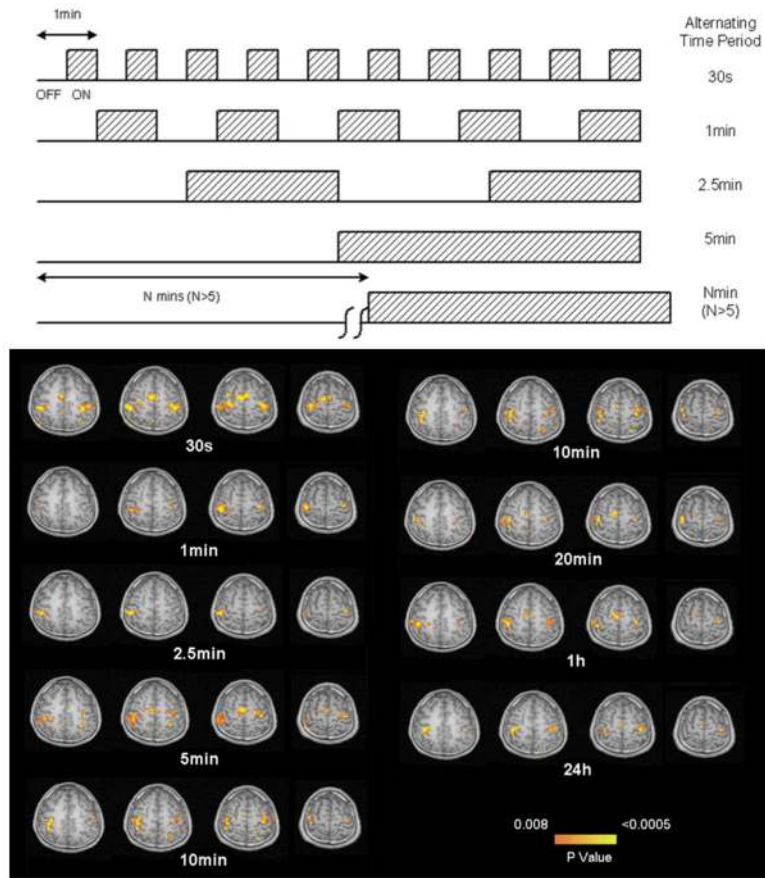 1min
Alternating
Time Period
30s
OFF ON
1min
2.5min
5min
N mins (N>5)
Nmin
(N>5)
30s
10min
1min
20min
2.5min
1h
5min
24h
10min
0.008 <0.0005
P Value